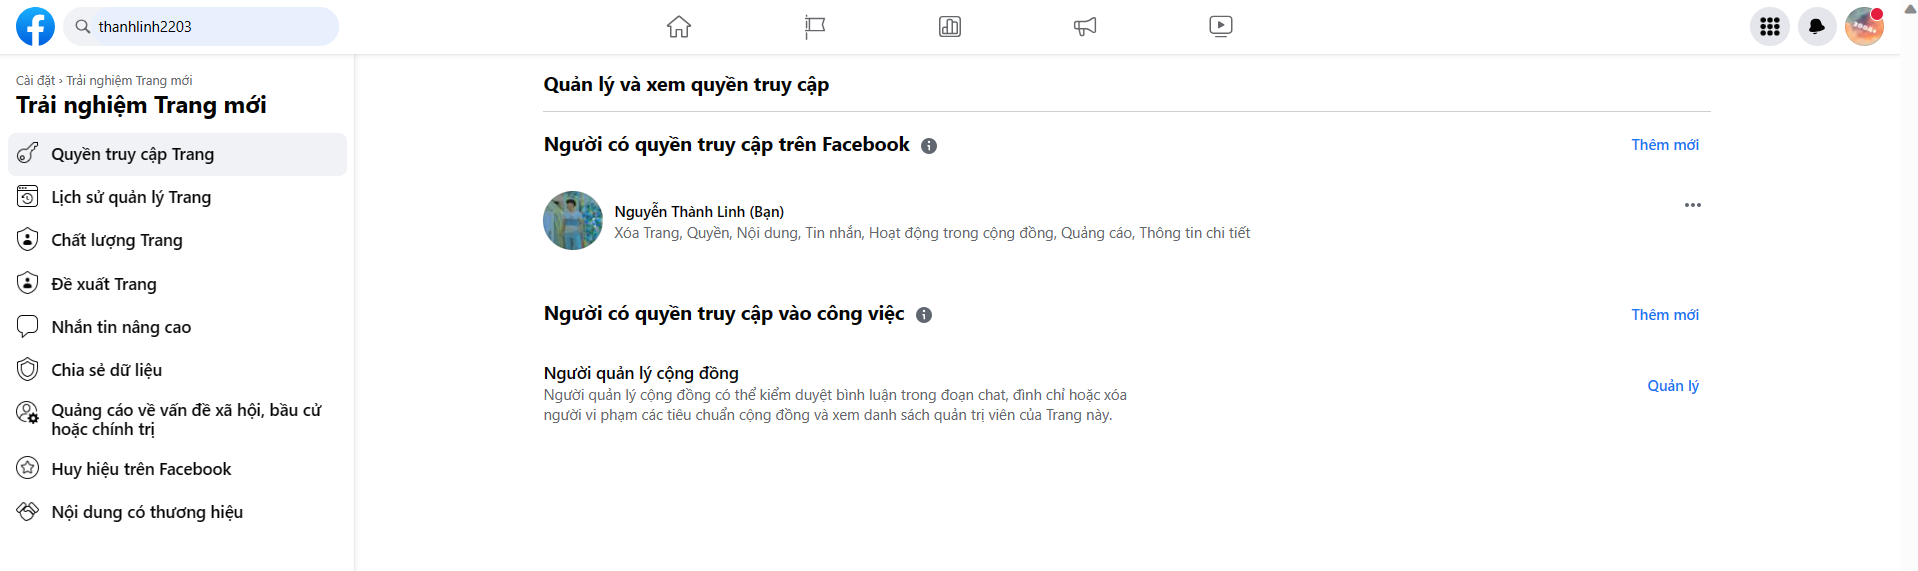 thanhlinh2203
Cài đặt › Trải nghiệm Trang mới
Trải nghiệm Trang mới
Quyền truy cập Trang
Lịch sử quản lý Trang
Chất lượng Trang
Đề xuất Trang
Nhắn tin nâng cao
Chia sẻ dữ liệu
Quảng cáo về vấn đề xã hội, bầu cử
hoặc chính trị
Huy hiệu trên Facebook
Nội dung có thương hiệu
Quản lý và xem quyền truy cập
Người có quyền truy cập trên Facebook
Thêm mới
Nguyễn Thành Linh (Bạn)
Xóa Trang, Quyền, Nội dung, Tin nhắn, Hoạt động trong cộng đồng, Quảng cáo, Thông tin chi tiết
Người có quyền truy cập vào công việc
Thêm mới
Người quản lý cộng đồng
Người quản lý cộng đồng có thể kiểm duyệt bình luận trong đoạn chat, đình chỉ hoặc xóa
người vi phạm các tiêu chuẩn cộng đồng và xem danh sách quản trị viên của Trang này.
Quản lý